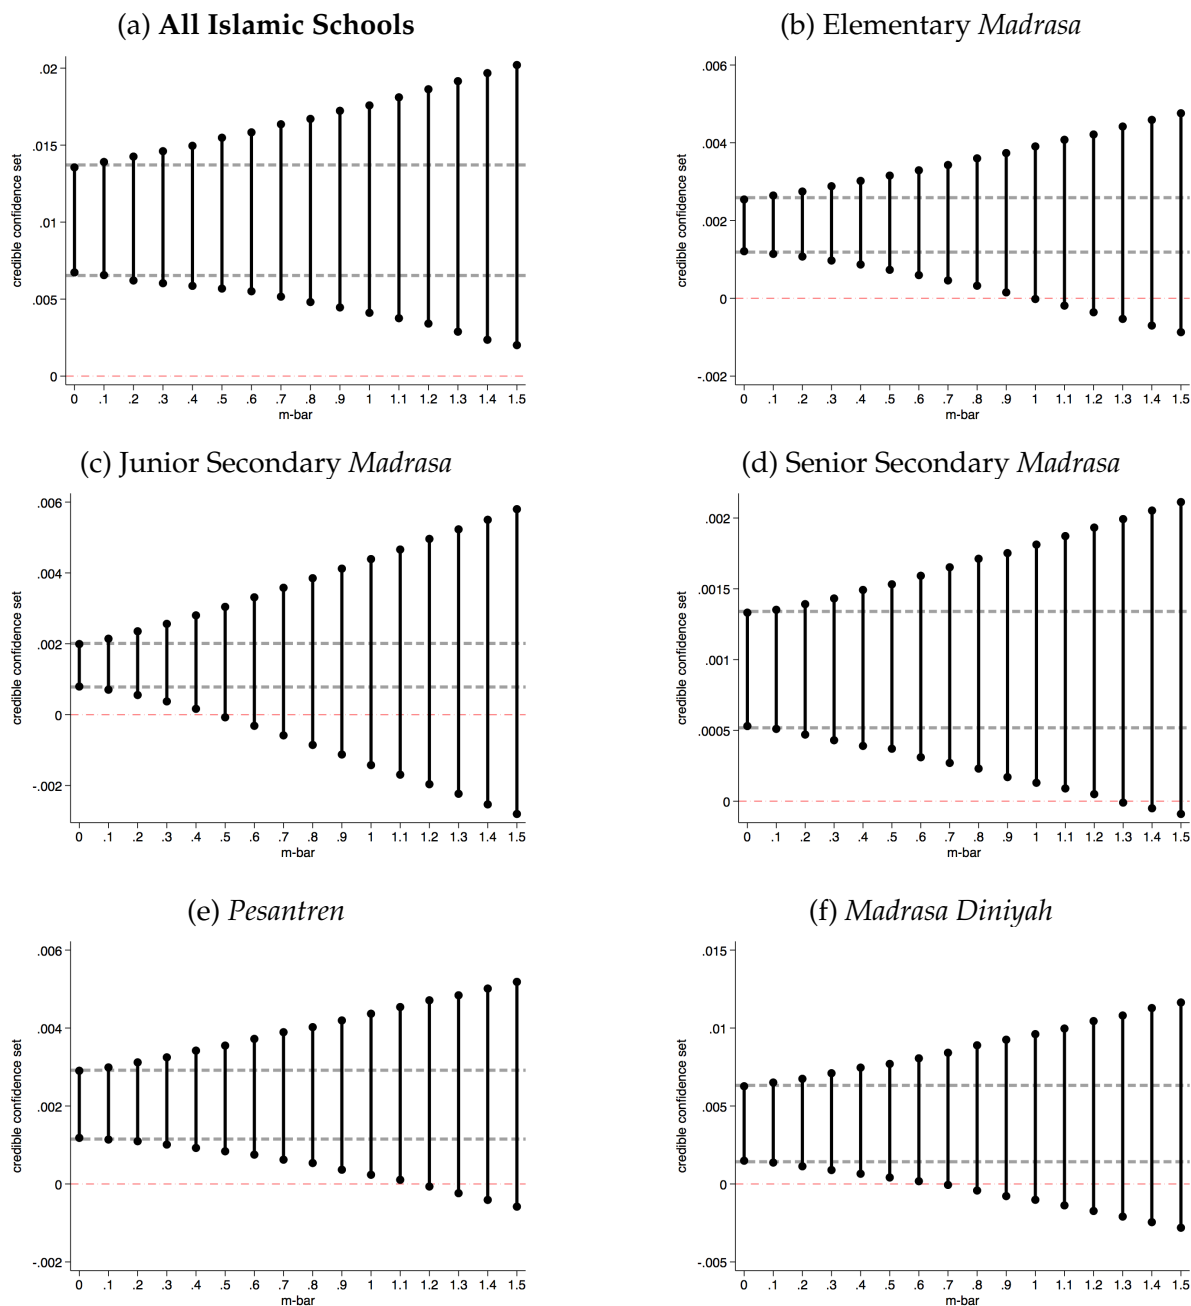 (a) All Islamic Schools
credible confidence set
.02
.015
.01
.005
0
0 .1 .2 .3 .4 .5 .6 .7 .8 .9 1 1.1 1.2 1.3 1.4 1.5
m-bar
(b) Elementary Madrasa
credible confidence set
.006
.004
.002
0
-.002
0 .1 .2 .3 .4 .5 .6 .7 .8 .9 1 1.1 1.2 1.3 1.4 1.5
m-bar
(c) Junior Secondary Madrasa
credible confidence set
.006
.004
.002
0
-.002
0 .1 .2 .3 .4 .5 .6 .7 .8 .9 1 1.1 1.2 1.3 1.4 1.5
m-bar
(d) Senior Secondary Madrasa
credible confidence set
.002
.0015
.001
.0005
0
0 .1 .2 .3 .4 .5 .6 .7 .8 .9 1 1.1 1.2 1.3 1.4 1.5
m-bar
(e) Pesantren
credible confidence set
.006
.004
.002
0
-.002
0 .1 .2 .3 .4 .5 .6 .7 .8 .9 1 1.1 1.2 1.3 1.4 1.5
m-bar
(f) Madrasa Diniyah
credible confidence set
.015
.01
.005
0
-.005
0 .1 .2 .3 .4 .5 .6 .7 .8 .9 1 1.1 1.2 1.3 1.4 1.5
m-bar